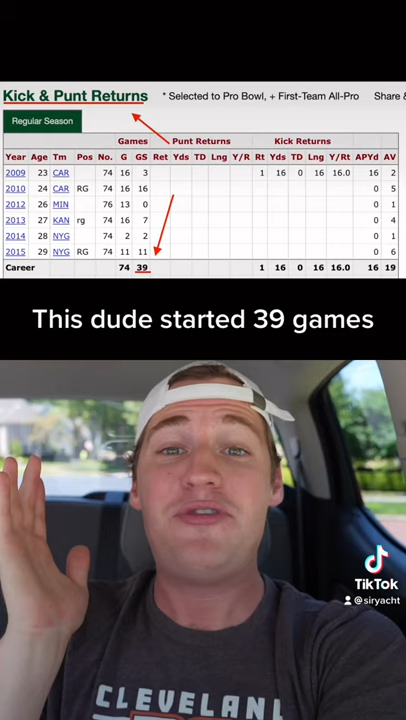 Kick & Punt Returns * Selected to Pro Bowl, + First-Team All-Pro Share &
Regular Season
Games Punt Returns Kick Returns
Year Age Tm Pos No. G GS Ret Yds TD Lng Y/R Rt Yds TD Lng Y/Rt APYd AV
2009 23 CAR 74 16 3 1 16 0 16 16.0 16 2
2010 24 CAR RG 74 16 16 0 5
2012 26 MIN 76 13 0 0 1
2013 27 KAN rg 74 16 7 0 4
2014 28 NYG 74 2 2 0 1
2015 29 NYG RG 74 11 11 0 6
Career 74 39 1 16 0 16 16.0 16 19
This dude started 39 games
TikTok
@siryacht
CLEVELAND